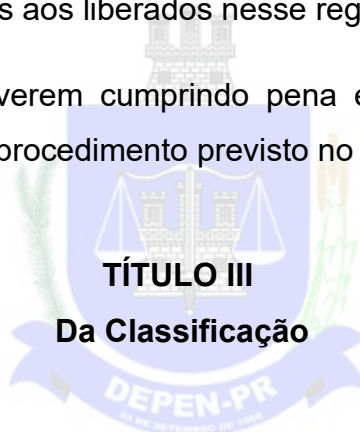 s aos liberados nesse reg
verem cumprindo pena e
procedimento previsto no
TÍTULO III
Da Classificação
DEPEN-PR